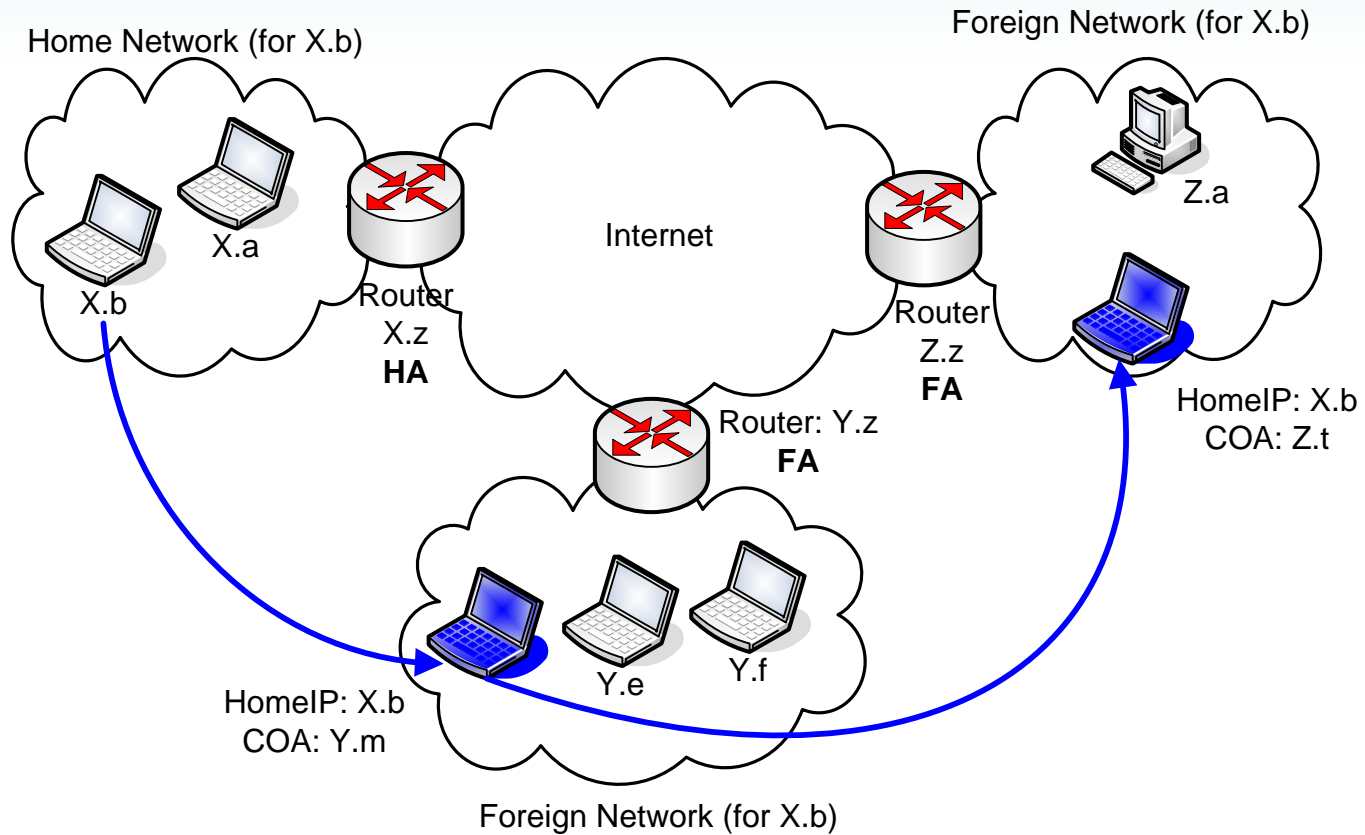 Home Network (for X.b)
Foreign Network (for X.b)
X.a
X.b
Router
X.z
HA
Internet
Router
Z.z
FA
Z.a
HomeIP: X.b
COA: Z.t
Router: Y.z
FA
Y.e
Y.f
HomeIP: X.b
COA: Y.m
Foreign Network (for X.b)